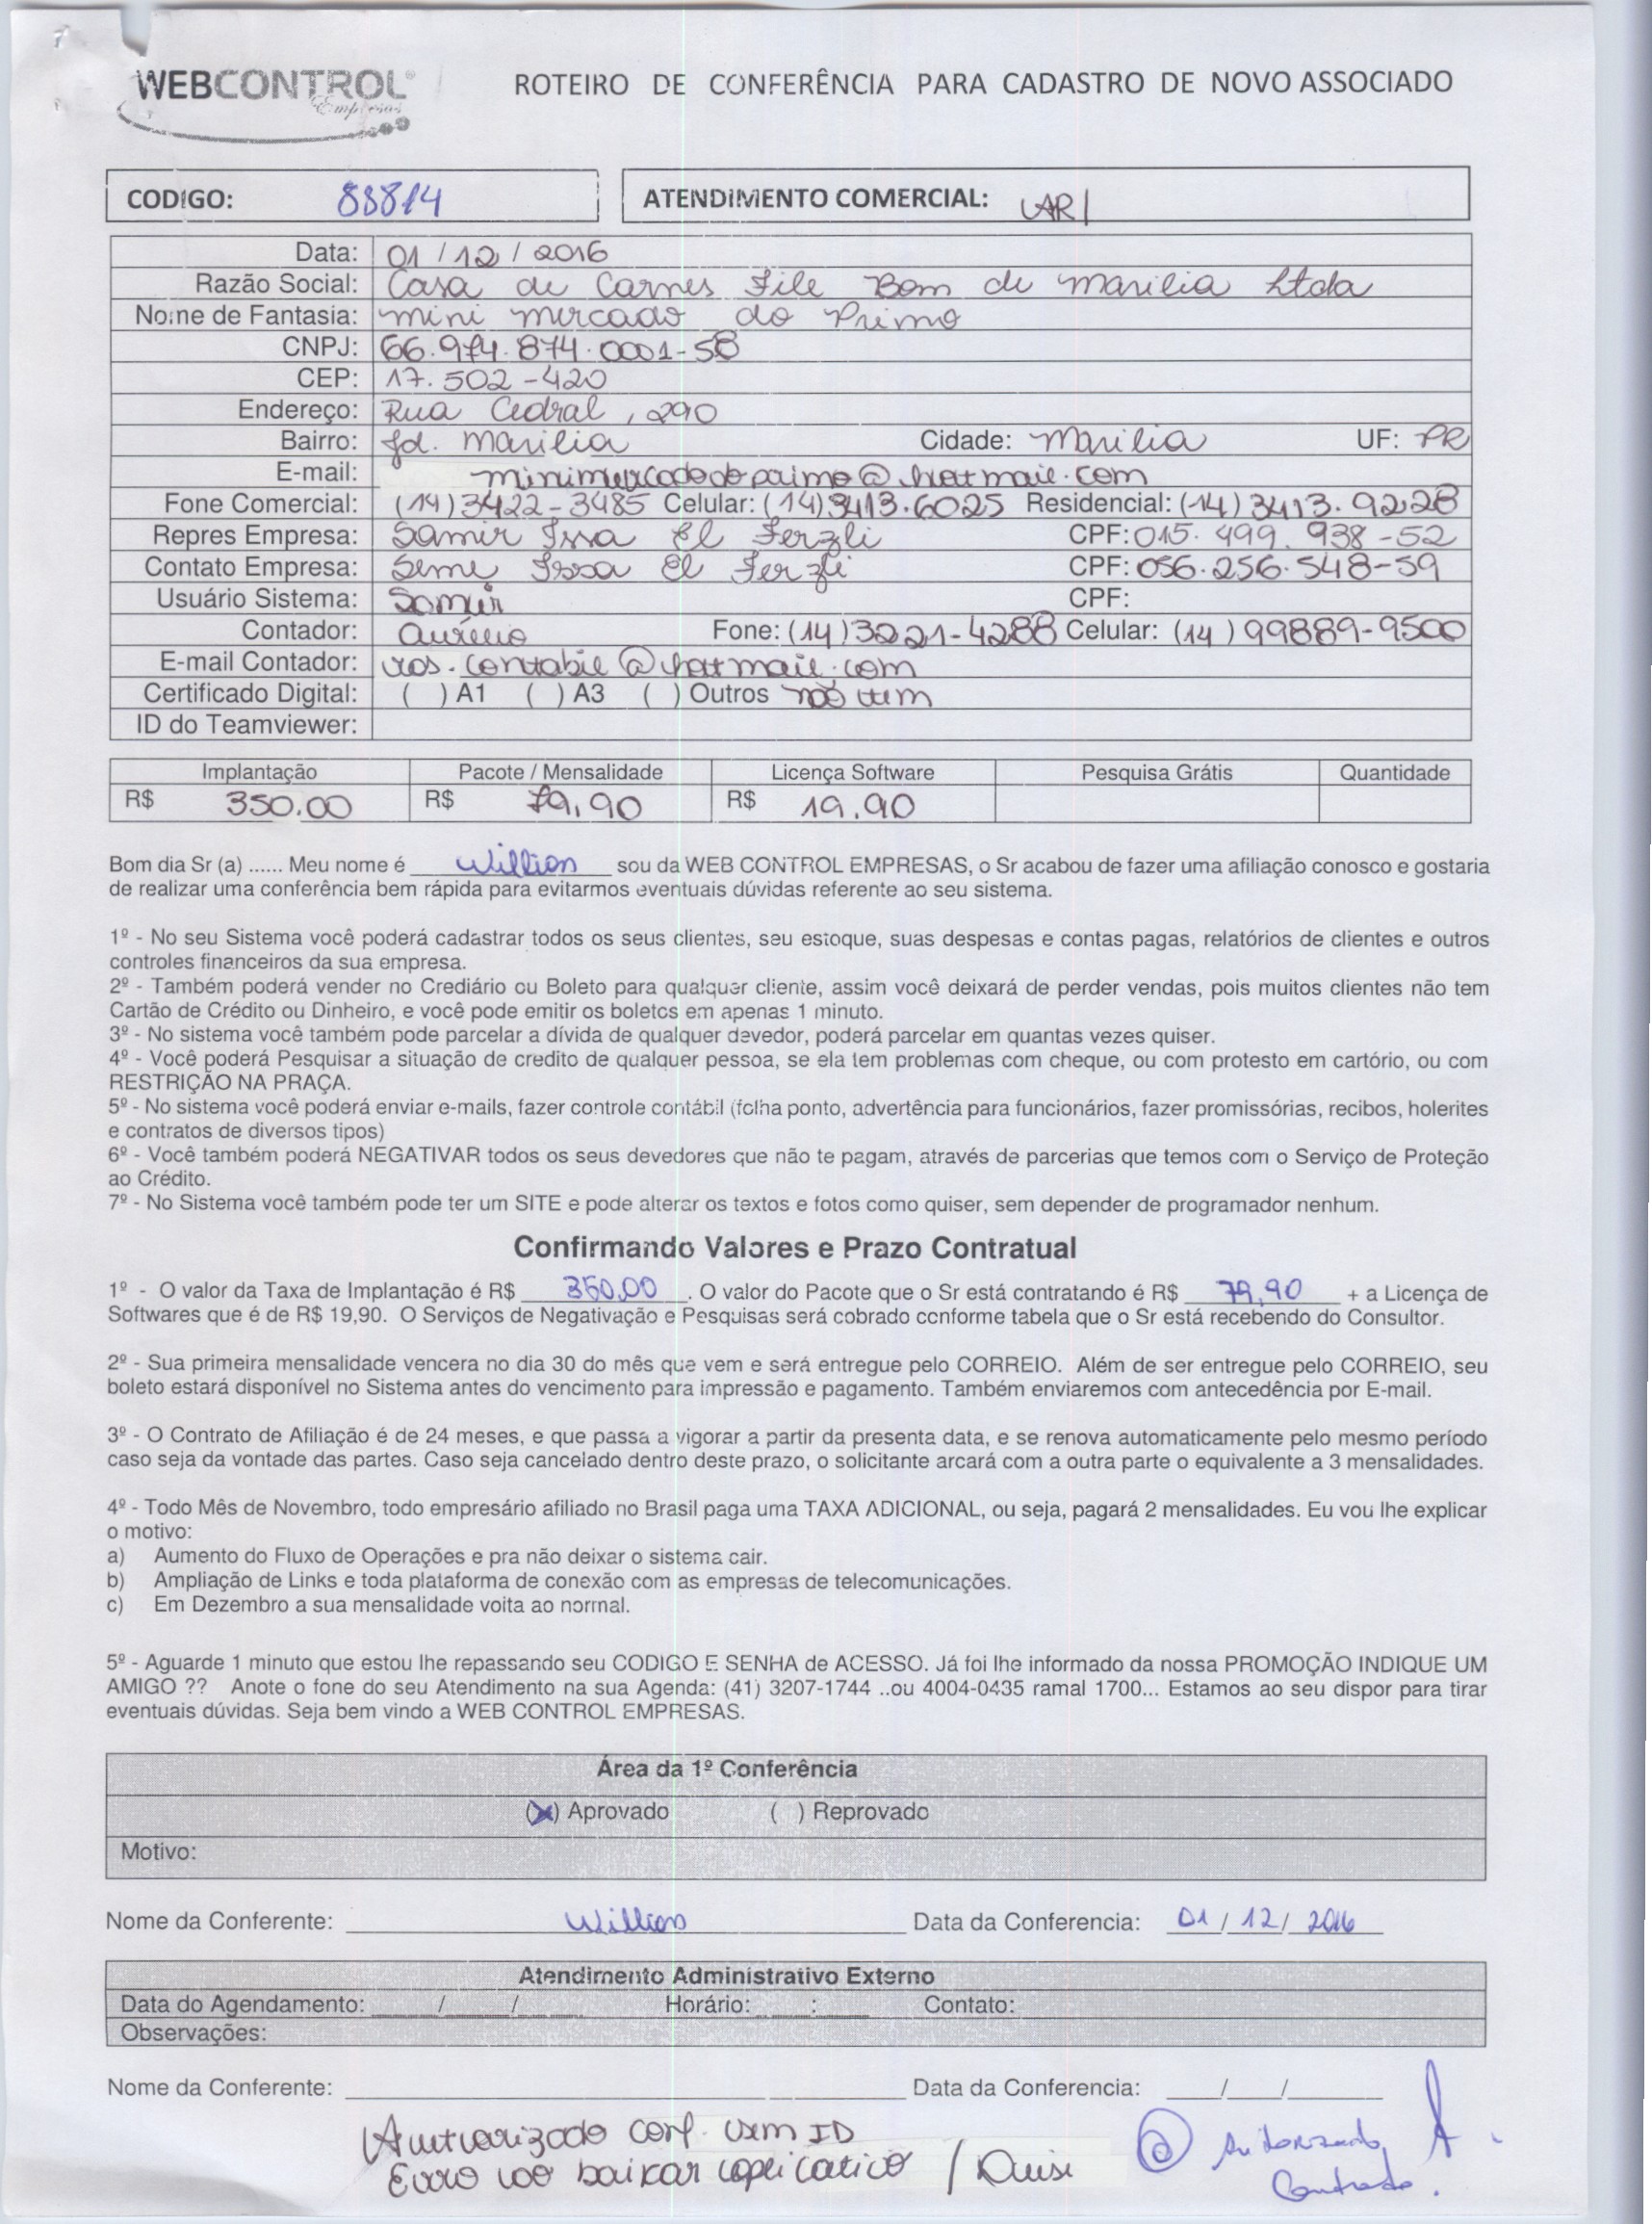 WEBCONTROL
Empresas
ROTEIRO DE CONFERÊNCIA PARA CADASTRO DE NOVO ASSOCIADO
CODIGO: 88814
ATENDIMENTO COMERCIAL: ARI
Data: 01 / 12 / 2016
Razão Social: Casa de Carnes File Bom de Marilia Ltda
Nome de Fantasia: mini mercado do Primo
CNPJ: 66.974.874.0001-58
CEP: 17.502-420
Endereço: Rua Cedral, 290
Bairro: Jd. Marilia Cidade: Marilia UF: PR
E-mail: minimercadodoprimo@hotmail.com
Fone Comercial: (14)3422-3485 Celular: (14)3413.6025 Residencial: (14)3413.9228
Repres Empresa: Samir Issa El Ferzli CPF: 015.499.938-52
Contato Empresa: Seme Issa El Ferzli CPF: 056.256.548-59
Usuário Sistema: Samir CPF:
Contador: Aurélio Fone: (14)3221-4288 Celular: (14) 99889-9500
E-mail Contador: ros.contabil@hotmail.com
Certificado Digital: ( ) A1 ( ) A3 ( ) Outros não tem
ID do Teamviewer:
Implantação Pacote / Mensalidade Licença Software Pesquisa Grátis Quantidade
R$ 350.00 R$ 79,90 R$ 19.90
Bom dia Sr (a) ...... Meu nome é Willian sou da WEB CONTROL EMPRESAS, o Sr acabou de fazer uma afiliação conosco e gostaria
de realizar uma conferência bem rápida para evitarmos eventuais dúvidas referente ao seu sistema.
1º - No seu Sistema você poderá cadastrar todos os seus clientes, seu estoque, suas despesas e contas pagas, relatórios de clientes e outros
controles financeiros da sua empresa.
2º - Também poderá vender no Crediário ou Boleto para qualquer cliente, assim você deixará de perder vendas, pois muitos clientes não tem
Cartão de Crédito ou Dinheiro, e você pode emitir os boletos em apenas 1 minuto.
3º - No sistema você também pode parcelar a dívida de qualquer devedor, poderá parcelar em quantas vezes quiser.
4º - Você poderá Pesquisar a situação de credito de qualquer pessoa, se ela tem problemas com cheque, ou com protesto em cartório, ou com
RESTRIÇÃO NA PRAÇA.
5º - No sistema você poderá enviar e-mails, fazer controle contábil (folha ponto, advertência para funcionários, fazer promissórias, recibos, holerites
e contratos de diversos tipos)
6º - Você também poderá NEGATIVAR todos os seus devedores que não te pagam, através de parcerias que temos com o Serviço de Proteção
ao Crédito.
7º - No Sistema você também pode ter um SITE e pode alterar os textos e fotos como quiser, sem depender de programador nenhum.
Confirmando Valores e Prazo Contratual
1º - O valor da Taxa de Implantação é R$ 350,00. O valor do Pacote que o Sr está contratando é R$ 79,90 + a Licença de
Softwares que é de R$ 19,90. O Serviços de Negativação e Pesquisas será cobrado conforme tabela que o Sr está recebendo do Consultor.
2º - Sua primeira mensalidade vencera no dia 30 do mês que vem e será entregue pelo CORREIO. Além de ser entregue pelo CORREIO, seu
boleto estará disponível no Sistema antes do vencimento para impressão e pagamento. Também enviaremos com antecedência por E-mail.
3º - O Contrato de Afiliação é de 24 meses, e que passa a vigorar a partir da presenta data, e se renova automaticamente pelo mesmo período
caso seja da vontade das partes. Caso seja cancelado dentro deste prazo, o solicitante arcará com a outra parte o equivalente a 3 mensalidades.
4º - Todo Mês de Novembro, todo empresário afiliado no Brasil paga uma TAXA ADICIONAL, ou seja, pagará 2 mensalidades. Eu vou lhe explicar
o motivo:
a) Aumento do Fluxo de Operações e pra não deixar o sistema cair.
b) Ampliação de Links e toda plataforma de conexão com as empresas de telecomunicações.
c) Em Dezembro a sua mensalidade volta ao normal.
5º - Aguarde 1 minuto que estou lhe repassando seu CODIGO E SENHA de ACESSO. Já foi lhe informado da nossa PROMOÇÃO INDIQUE UM
AMIGO ?? Anote o fone do seu Atendimento na sua Agenda: (41) 3207-1744 ..ou 4004-0435 ramal 1700... Estamos ao seu dispor para tirar
eventuais dúvidas. Seja bem vindo a WEB CONTROL EMPRESAS.
Área da 1º Conferência
(x) Aprovado ( ) Reprovado
Motivo:
Nome da Conferente: Willian Data da Conferencia: 01 / 12 / 2016
Atendimento Administrativo Externo
Data do Agendamento: ____/____/____ Horário: ____:____ Contato:
Observações:
Nome da Conferente: ____ Data da Conferencia: ____/____/____
Autorizado conf. sem ID
Erro ao baixar aplicativo / Deisi
Autorizado
Contrado.